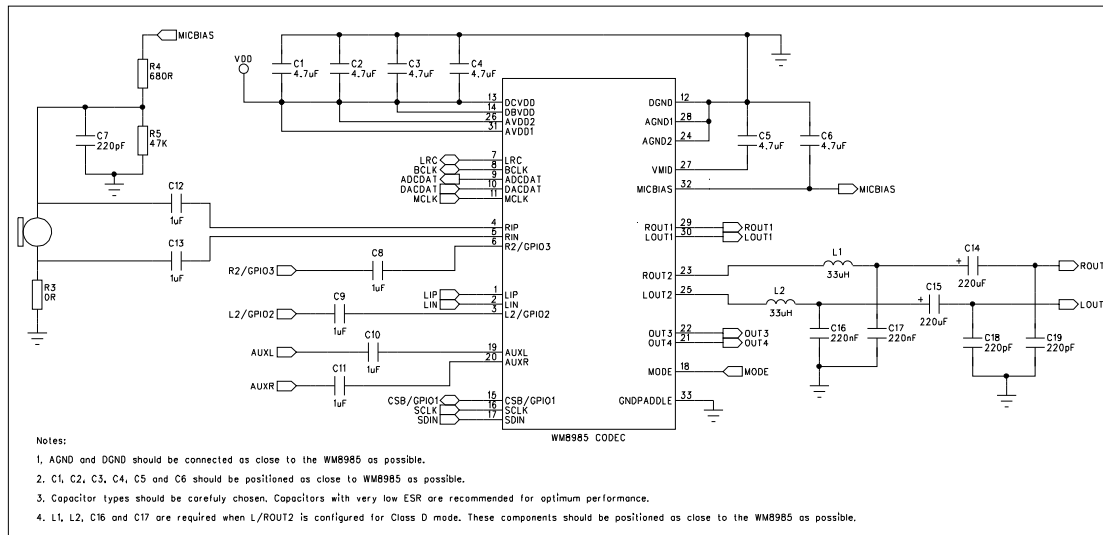 MICBIAS
R4
680R
C7
220pF
R5
47K
VDD
C1
4.7uF
C2
4.7uF
C3
4.7uF
C4
4.7uF
13 DCVDD
14 DBVDD
26 AVDD2
31 AVDD1
LRC 7 LRC
BCLK 8 BCLK
ADCDAT 9 ADCDAT
DACDAT 10 DACDAT
MCLK 11 MCLK
C12
1uF
C13
1uF
R3
0R
4 RIP
5 RIN
6 R2/GPIO3
R2/GPIO3
C8
1uF
LIP 1 LIP
LIN 2 LIN
3 L2/GPIO2
L2/GPIO2
C9
1uF
AUXL
C10
1uF
19 AUXL
20 AUXR
AUXR
C11
1uF
CSB/GPIO1 15 CSB/GPIO1
SCLK 16 SCLK
SDIN 17 SDIN
DGND 12
AGND1 28
AGND2 24
VMID 27
MICBIAS 32
C5
4.7uF
C6
4.7uF
MICBIAS
ROUT1 29 ROUT1
LOUT1 30 LOUT1
ROUT2 23
LOUT2 25
L1
33uH
L2
33uH
+ C14
220uF
+ C15
220uF
ROUT
LOUT
C16
220nF
C17
220nF
C18
220pF
C19
220pF
OUT3 22 OUT3
OUT4 21 OUT4
MODE 18 MODE
GNDPADDLE 33
WM8985 CODEC
Notes:
1, AGND and DGND should be connected as close to the WM8985 as possible.
2. C1, C2, C3, C4, C5 and C6 should be positioned as close to WM8985 as possible.
3. Capacitor types should be carefuly chosen. Capacitors with very low ESR are recommended for optimum performance.
4. L1, L2, C16 and C17 are required when L/ROUT2 is configured for Class D mode. These components should be positioned as close to the WM8985 as possible.